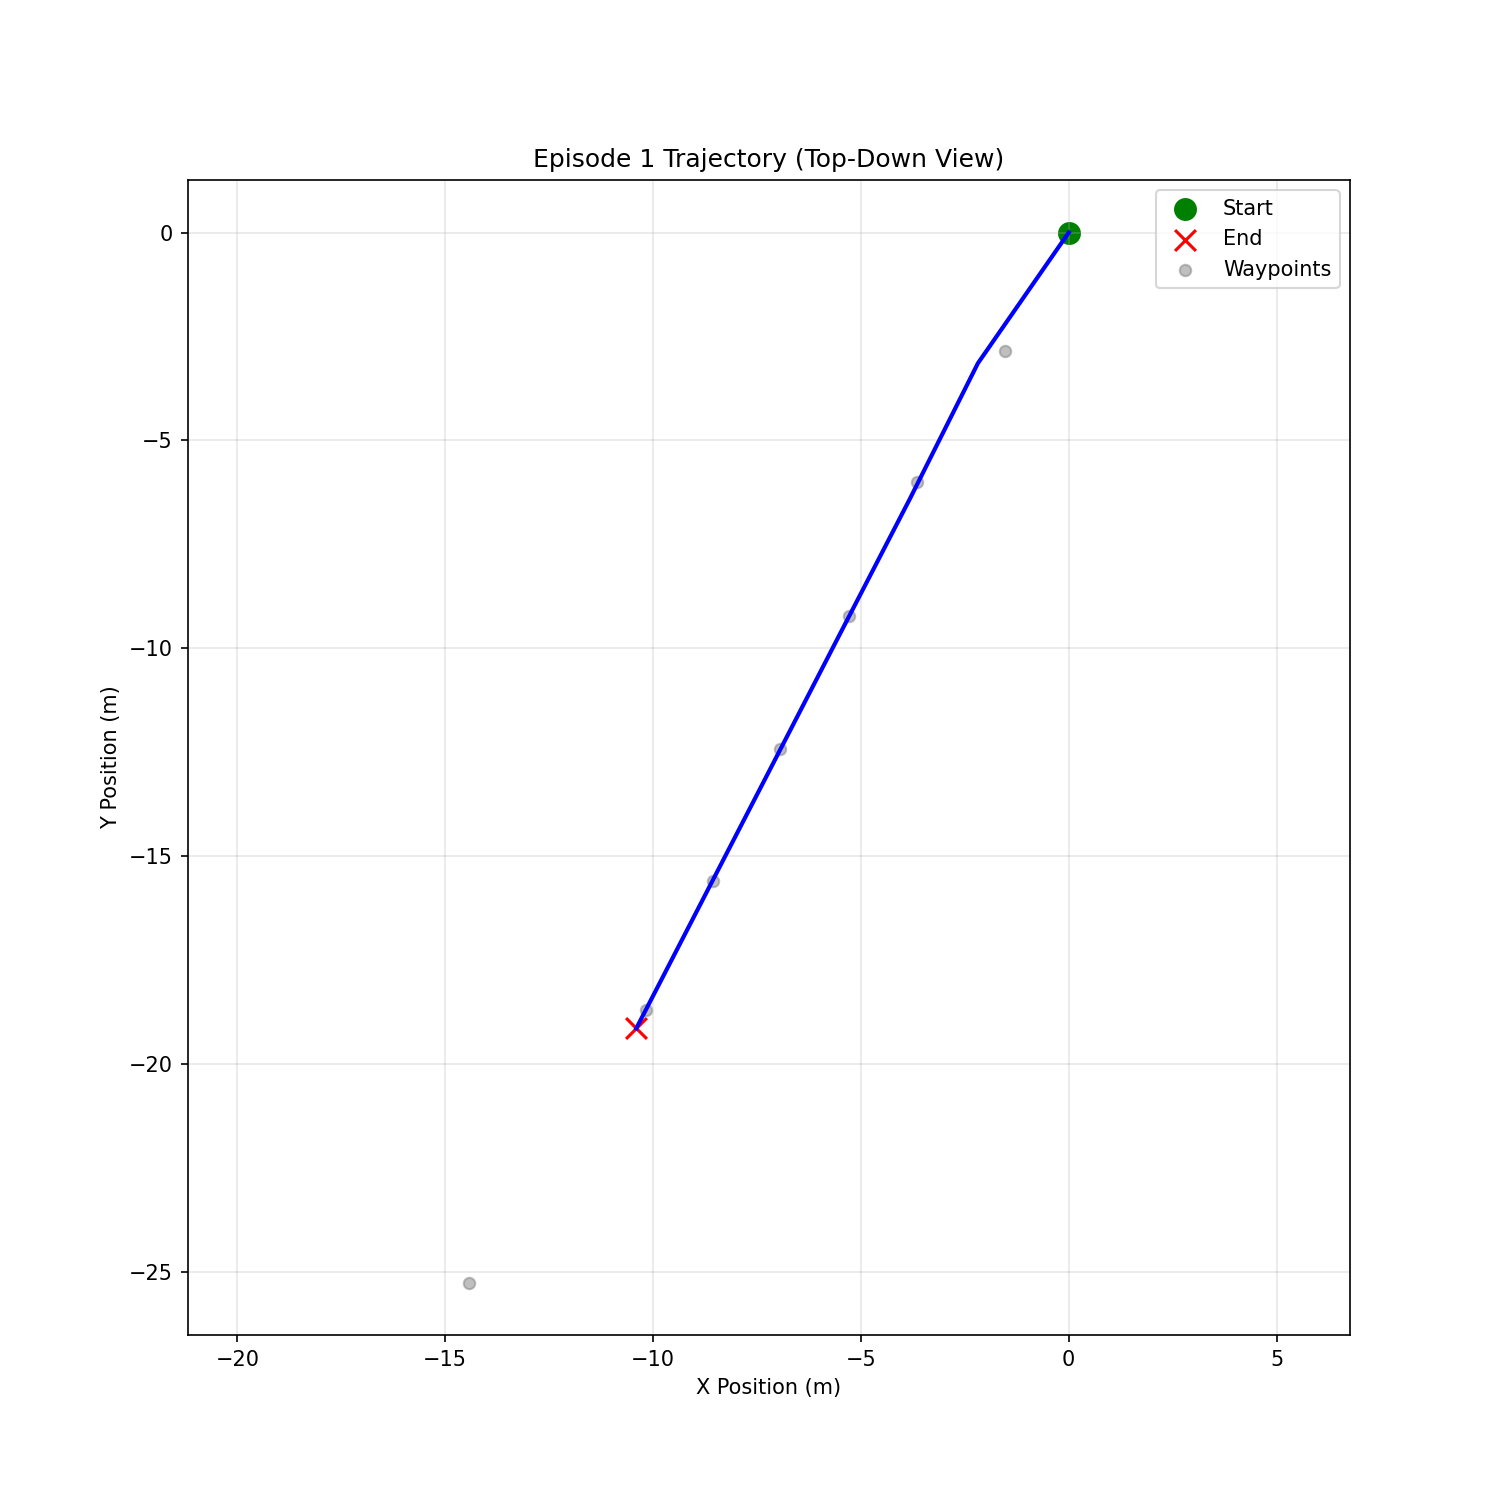 Episode 1 Trajectory (Top-Down View)
Start
End
Waypoints
0
−5
−10
−15
−20
−25
Y Position (m)
−20
−15
−10
−5
0
5
X Position (m)